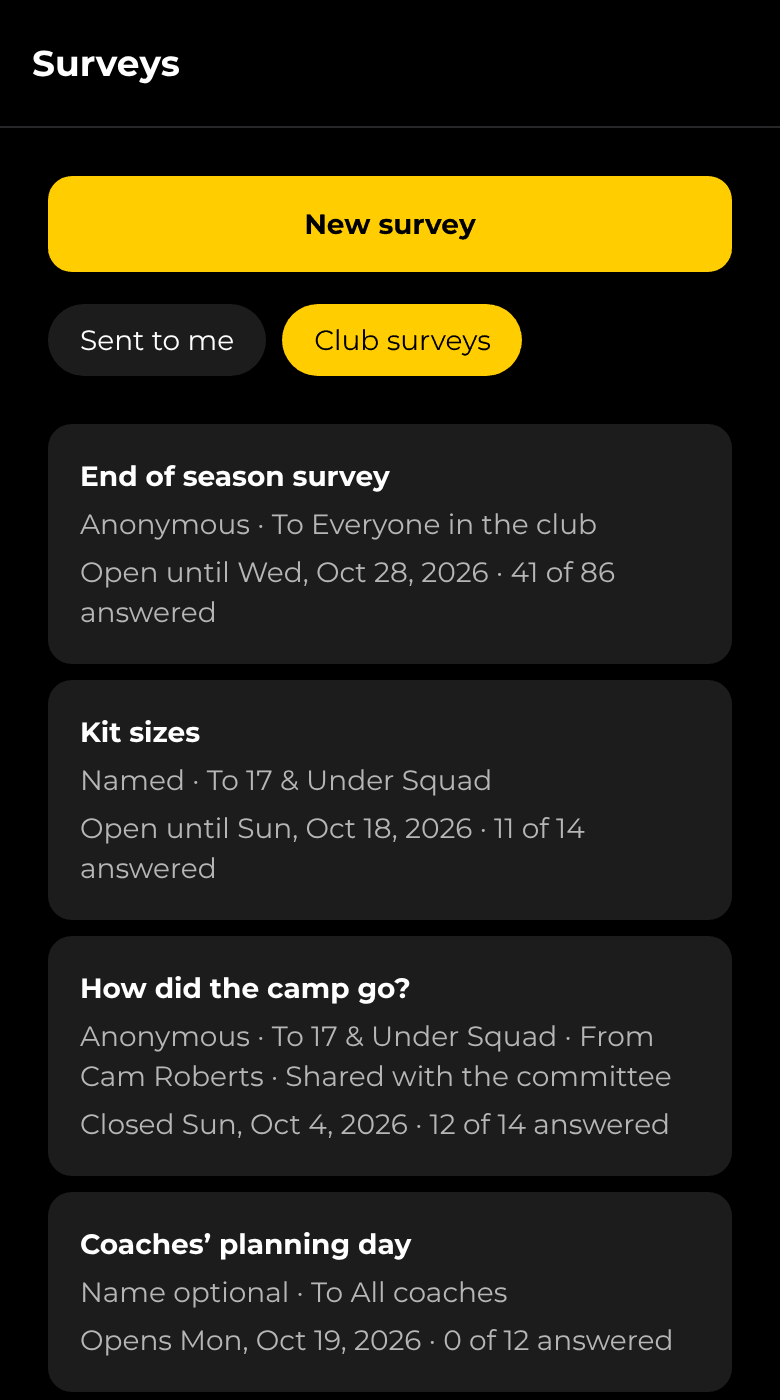 Surveys
New survey
Sent to me
Club surveys
End of season survey
Anonymous · To Everyone in the club
Open until Wed, Oct 28, 2026 · 41 of 86
answered
Kit sizes
Named · To 17 & Under Squad
Open until Sun, Oct 18, 2026 · 11 of 14
answered
How did the camp go?
Anonymous · To 17 & Under Squad · From
Cam Roberts · Shared with the committee
Closed Sun, Oct 4, 2026 · 12 of 14 answered
Coaches’ planning day
Name optional · To All coaches
Opens Mon, Oct 19, 2026 · 0 of 12 answered